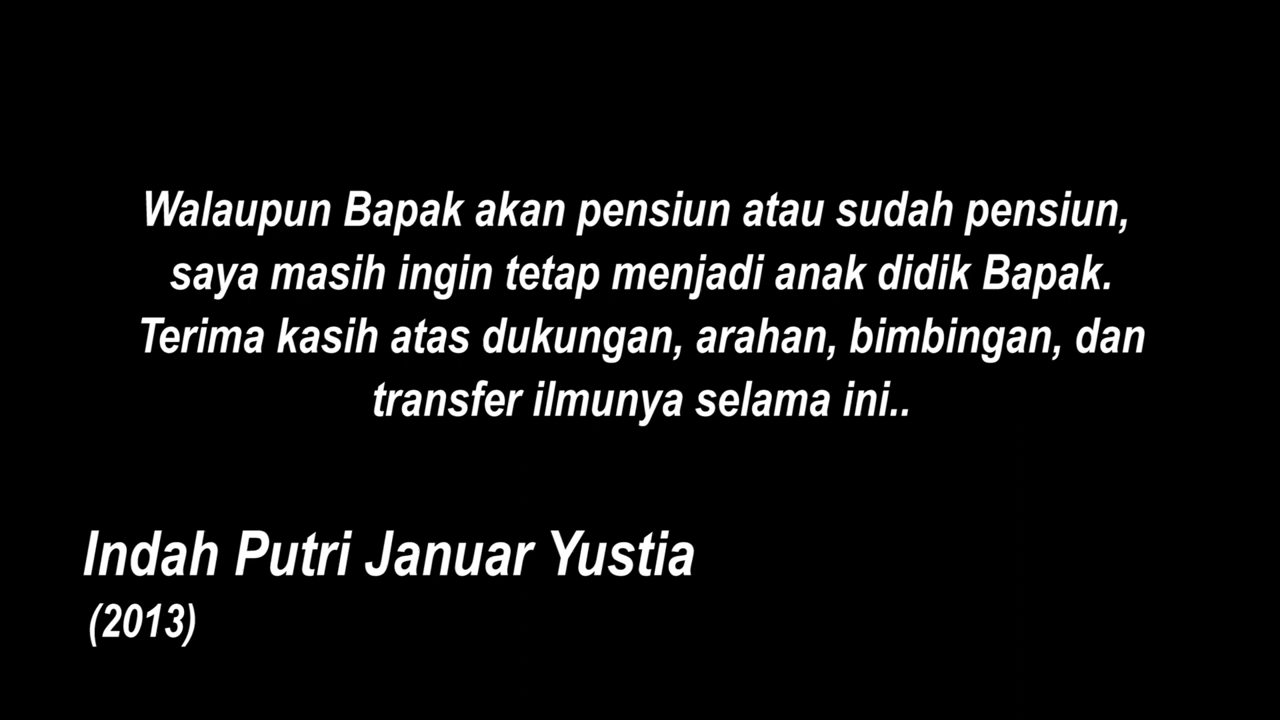 Walaupun Bapak akan pensiun atau sudah pensiun,
saya masih ingin tetap menjadi anak didik Bapak.
Terima kasih atas dukungan, arahan, bimbingan, dan
transfer ilmunya selama ini..
Indah Putri Januar Yustia
(2013)